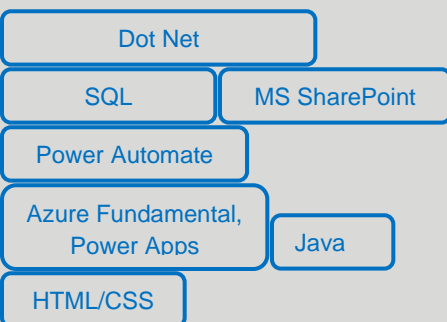 Dot Net
SQL
MS SharePoint
Power Automate
Azure Fundamental,
Power Apps
Java
HTML/CSS